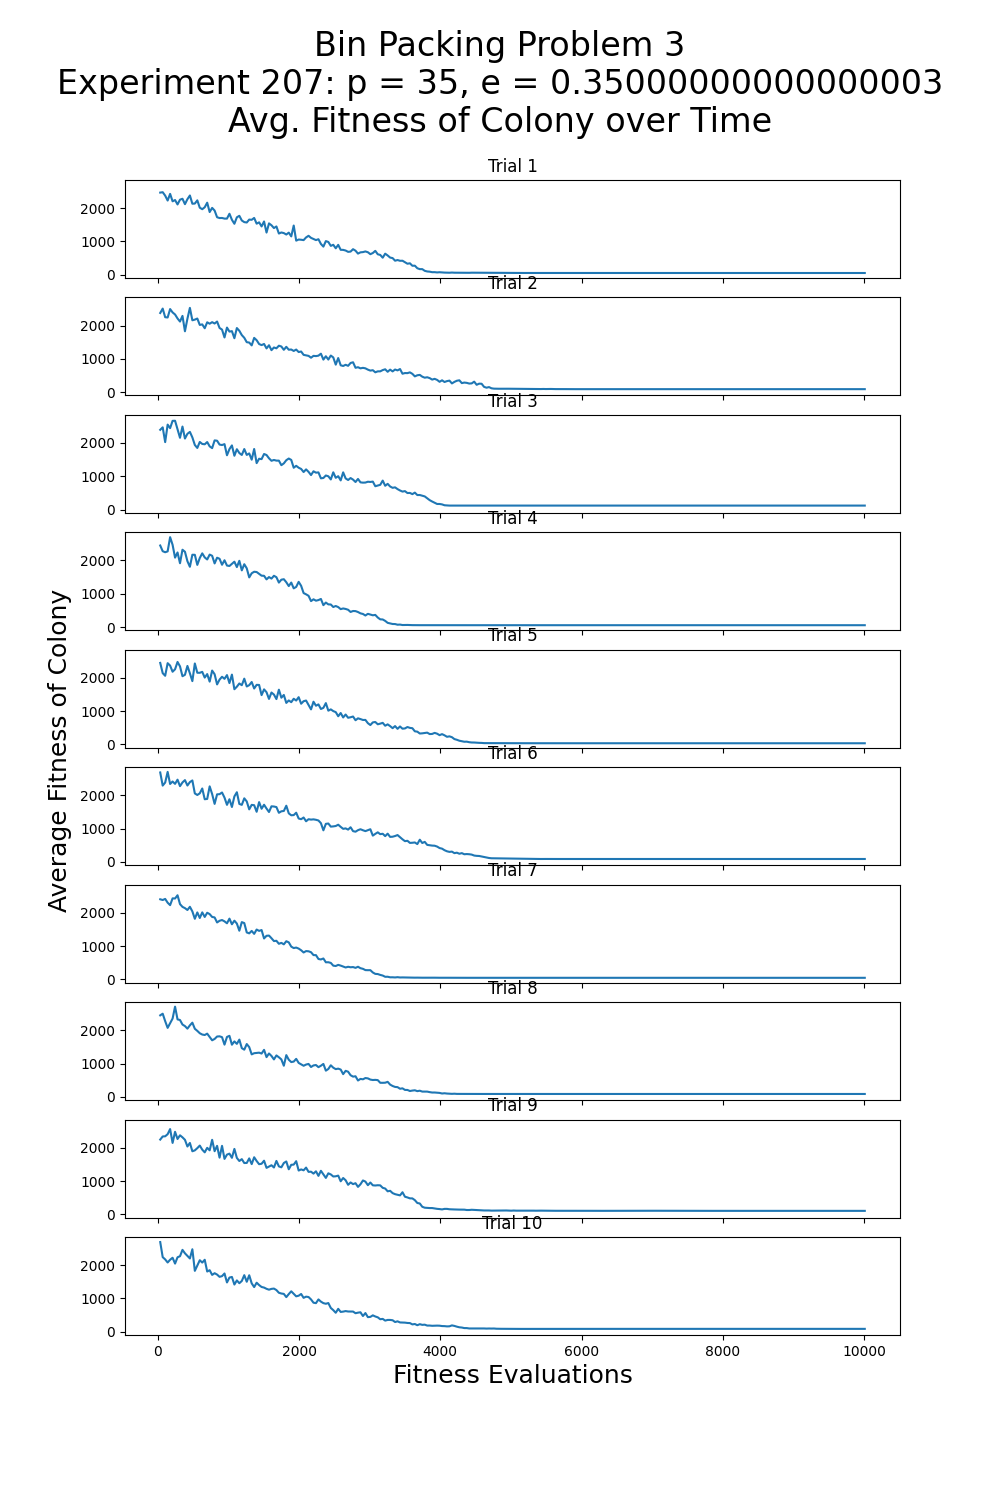 Bin Packing Problem 3
Experiment 207: p = 35, e = 0.35000000000000003
Avg. Fitness of Colony over Time
Trial 1
2000
1000
0
Trial 2
2000
1000
0
Trial 3
2000
1000
0
Trial 4
2000
1000
0
Trial 5
2000
1000
0
Trial 6
2000
1000
0
Trial 7
2000
1000
0
Trial 8
2000
1000
0
Trial 9
2000
1000
0
Trial 10
2000
1000
0
0 2000 4000 6000 8000 10000
Fitness Evaluations
Average Fitness of Colony